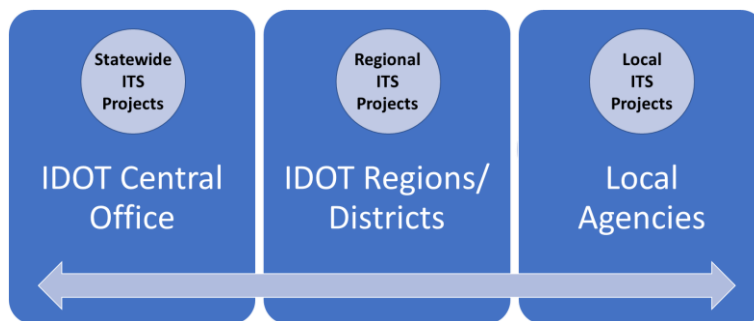 Statewide
ITS
Projects
IDOT Central
Office
Regional
ITS
Projects
IDOT Regions/
Districts
Local
ITS
Projects
Local
Agencies